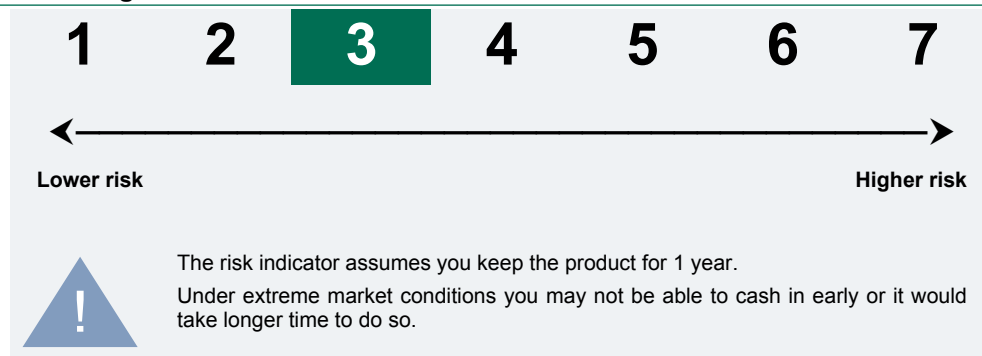 1 2 3 4 5 6 7
Lower risk Higher risk
The risk indicator assumes you keep the product for 1 year.
! Under extreme market conditions you may not be able to cash in early or it would
take longer time to do so.